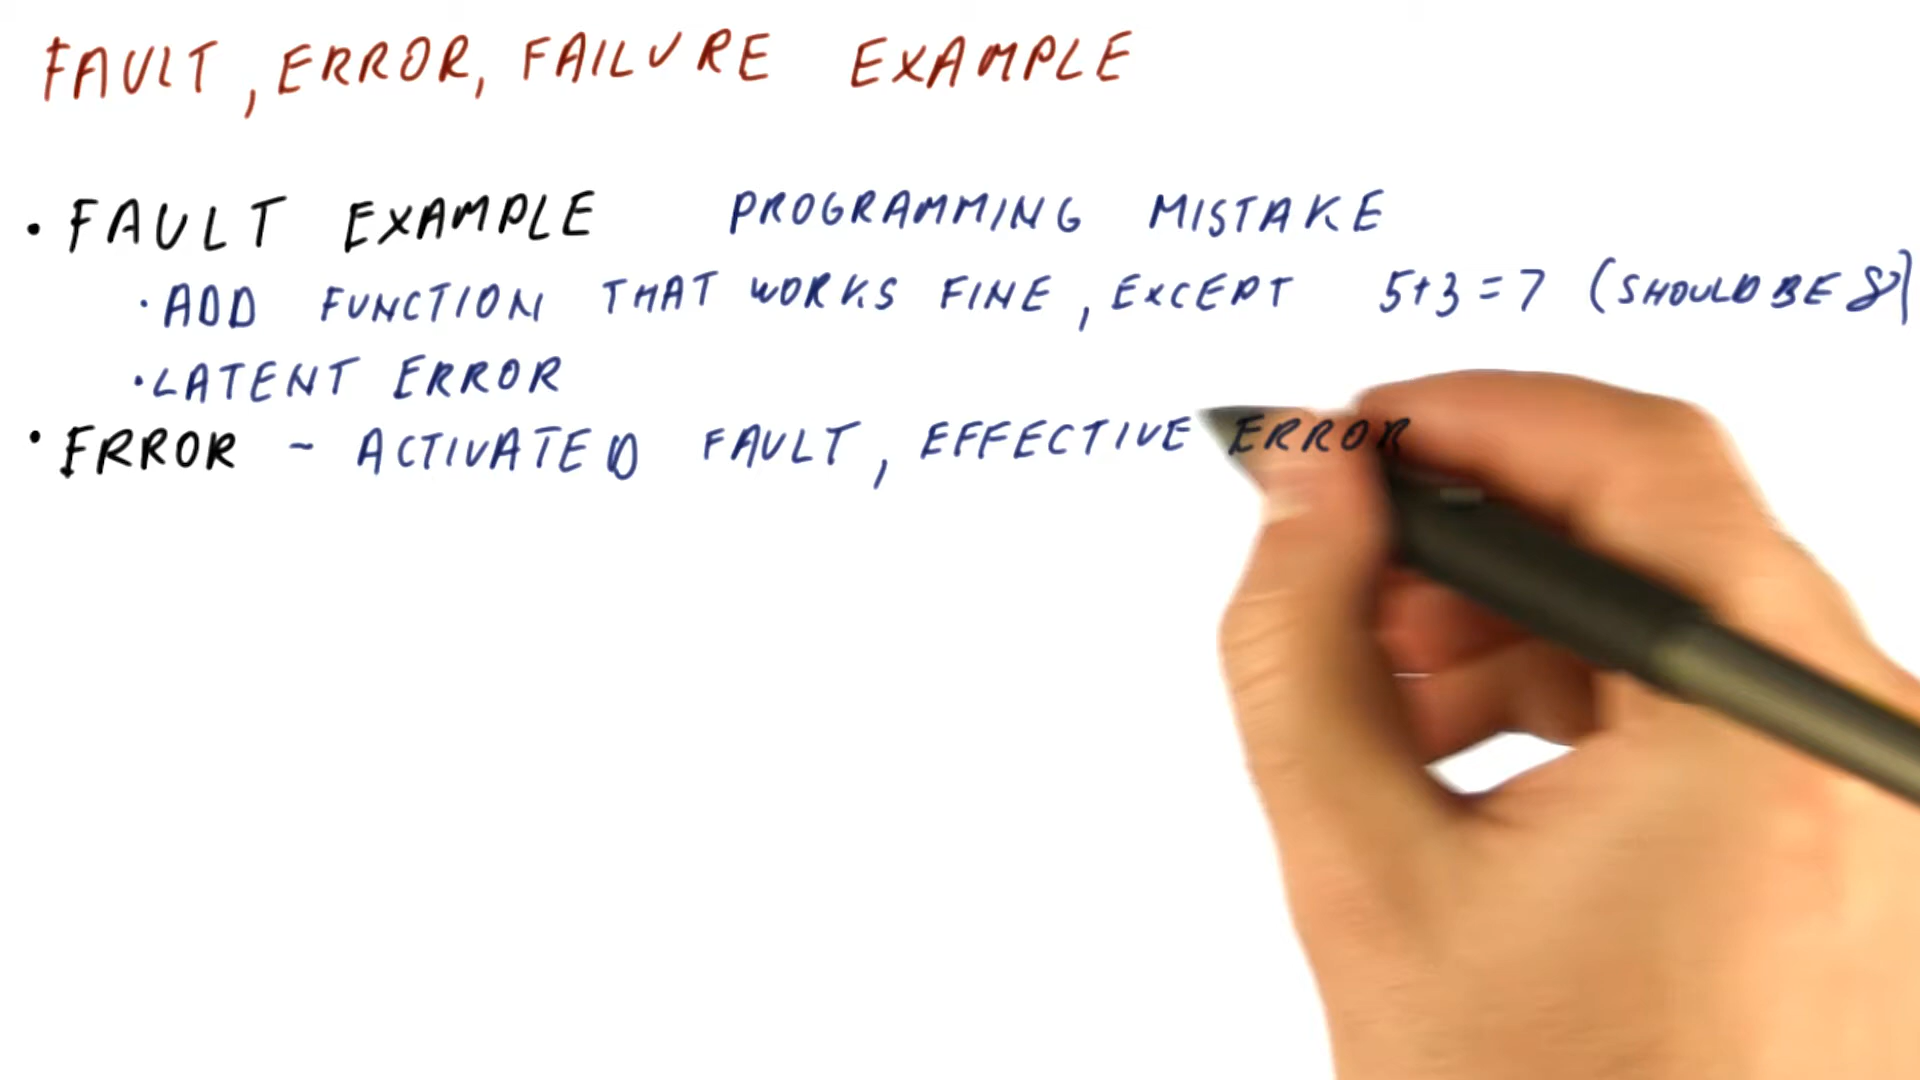 FAULT, ERROR, FAILURE EXAMPLE
• FAULT EXAMPLE PROGRAMMING MISTAKE
• ADD FUNCTION THAT WORKS FINE, EXCEPT 5+3=7 (SHOULD BE 8)
• LATENT ERROR
• ERROR - ACTIVATED FAULT, EFFECTIVE ERROR